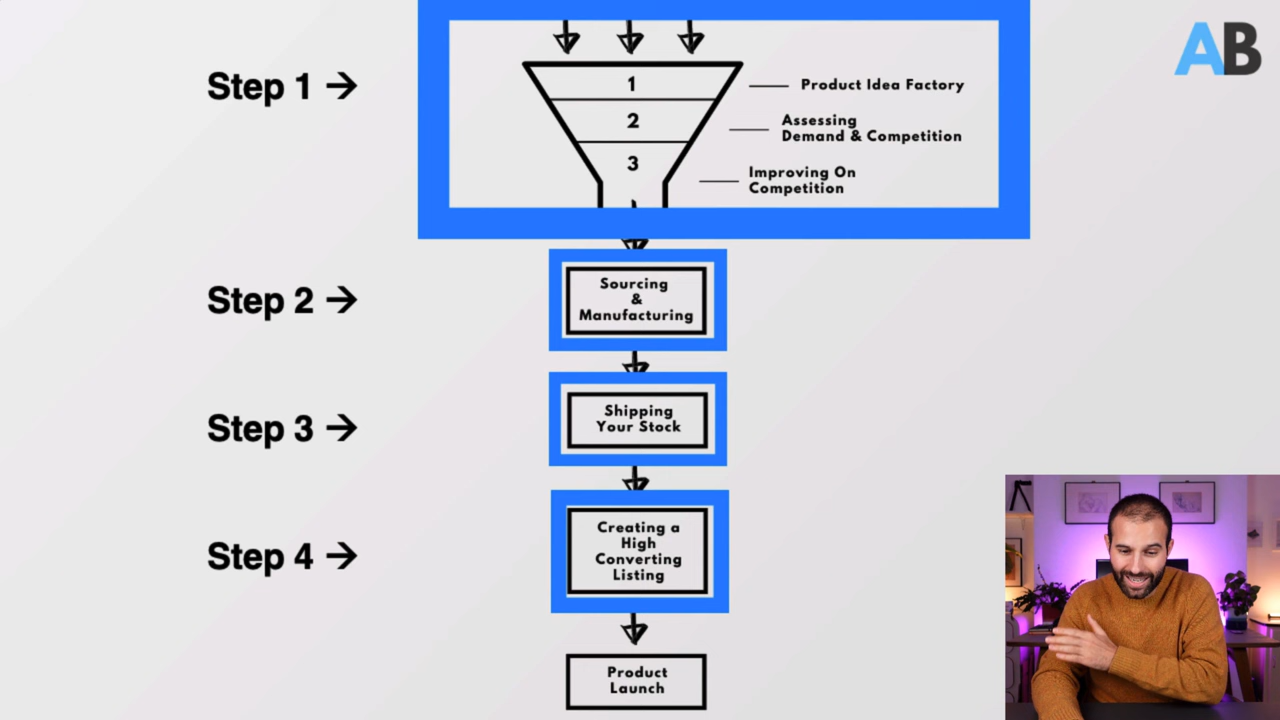 AB
Step 1 →
1
Product Idea Factory
2
Assessing
Demand & Competition
3
Improving On
Competition
Step 2 →
Sourcing
&
Manufacturing
Step 3 →
Shipping
Your Stock
Step 4 →
Creating a
High
Converting
Listing
Product
Launch